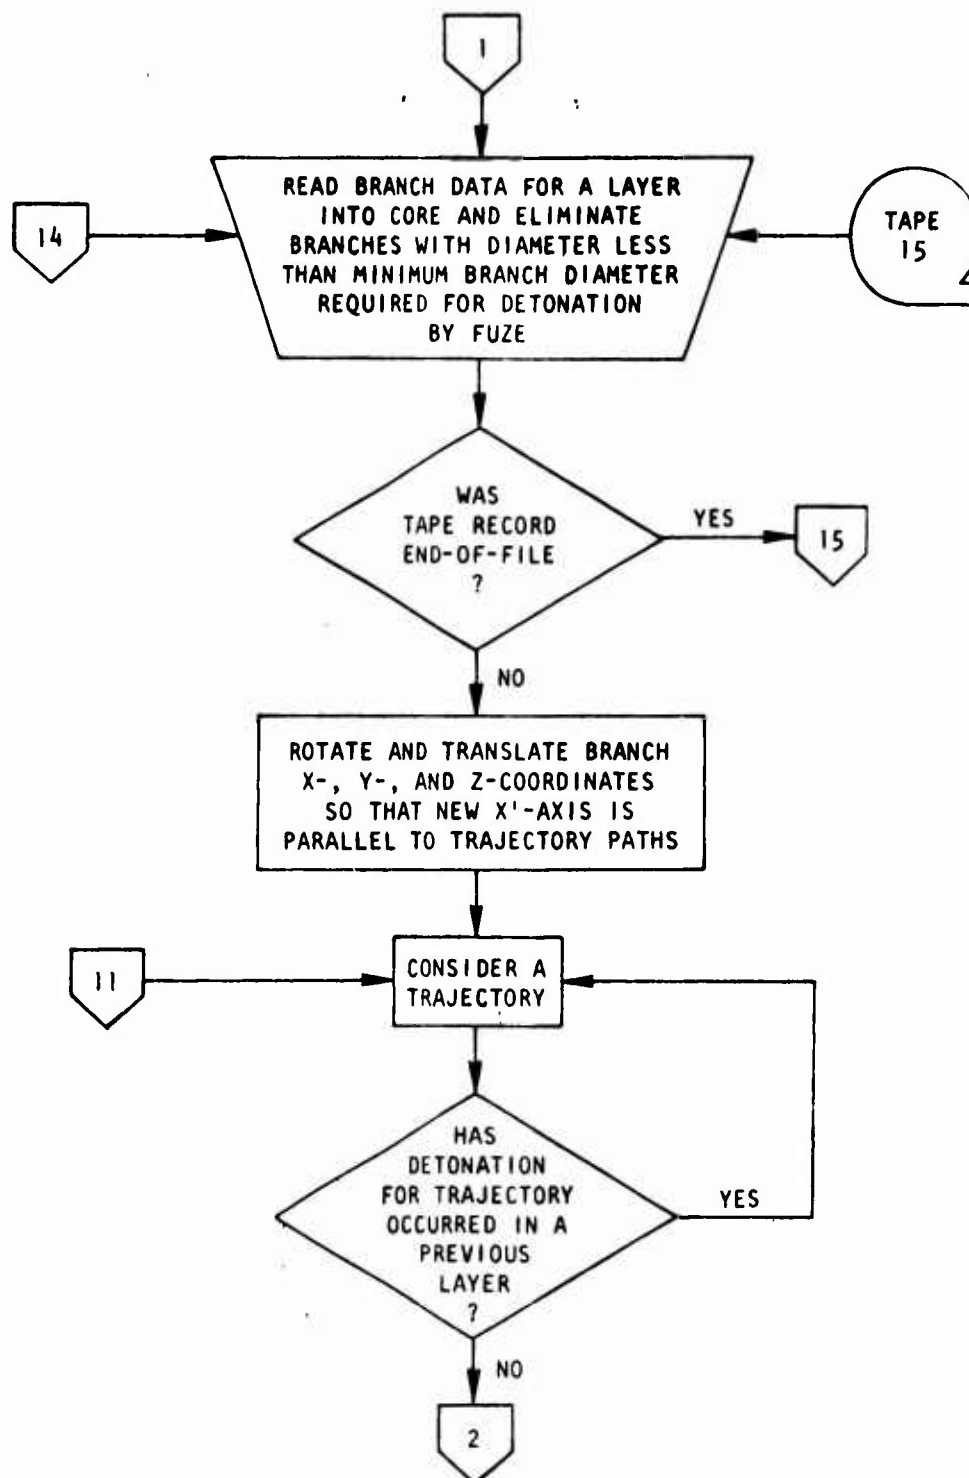 1
READ BRANCH DATA FOR A LAYER
INTO CORE AND ELIMINATE
BRANCHES WITH DIAMETER LESS
THAN MINIMUM BRANCH DIAMETER
REQUIRED FOR DETONATION
BY FUZE
14
TAPE
15
WAS
TAPE RECORD
END-OF-FILE
?
YES
15
NO
ROTATE AND TRANSLATE BRANCH
X-, Y-, AND Z-COORDINATES
SO THAT NEW X'-AXIS IS
PARALLEL TO TRAJECTORY PATHS
11
CONSIDER A
TRAJECTORY
HAS
DETONATION
FOR TRAJECTORY
OCCURRED IN A
PREVIOUS
LAYER
?
YES
NO
2